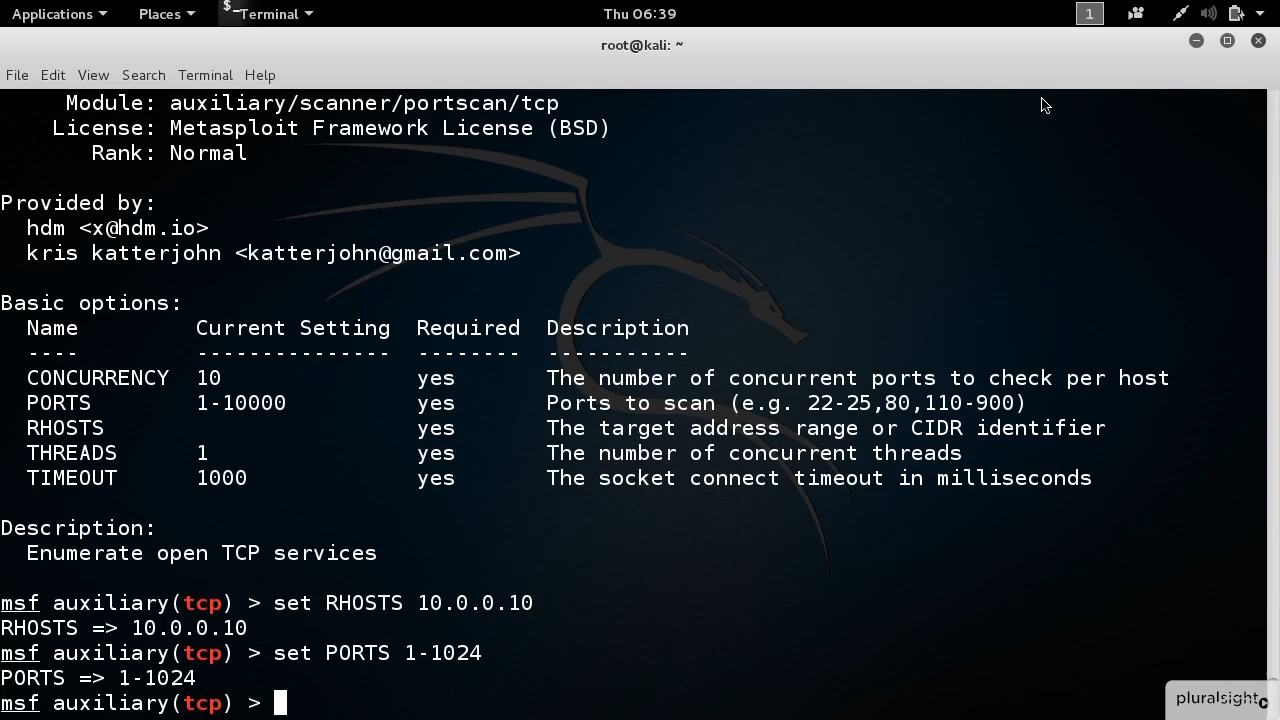 Applications Places $_ Terminal Thu 06:39 1
root@kali: ~
File Edit View Search Terminal Help
Module: auxiliary/scanner/portscan/tcp
License: Metasploit Framework License (BSD)
Rank: Normal
Provided by:
hdm <x@hdm.io>
kris katterjohn <katterjohn@gmail.com>
Basic options:
Name Current Setting Required Description
---- --------------- -------- -----------
CONCURRENCY 10 yes The number of concurrent ports to check per host
PORTS 1-10000 yes Ports to scan (e.g. 22-25,80,110-900)
RHOSTS yes The target address range or CIDR identifier
THREADS 1 yes The number of concurrent threads
TIMEOUT 1000 yes The socket connect timeout in milliseconds
Description:
Enumerate open TCP services
msf auxiliary(tcp) > set RHOSTS 10.0.0.10
RHOSTS => 10.0.0.10
msf auxiliary(tcp) > set PORTS 1-1024
PORTS => 1-1024
msf auxiliary(tcp) >
pluralsight